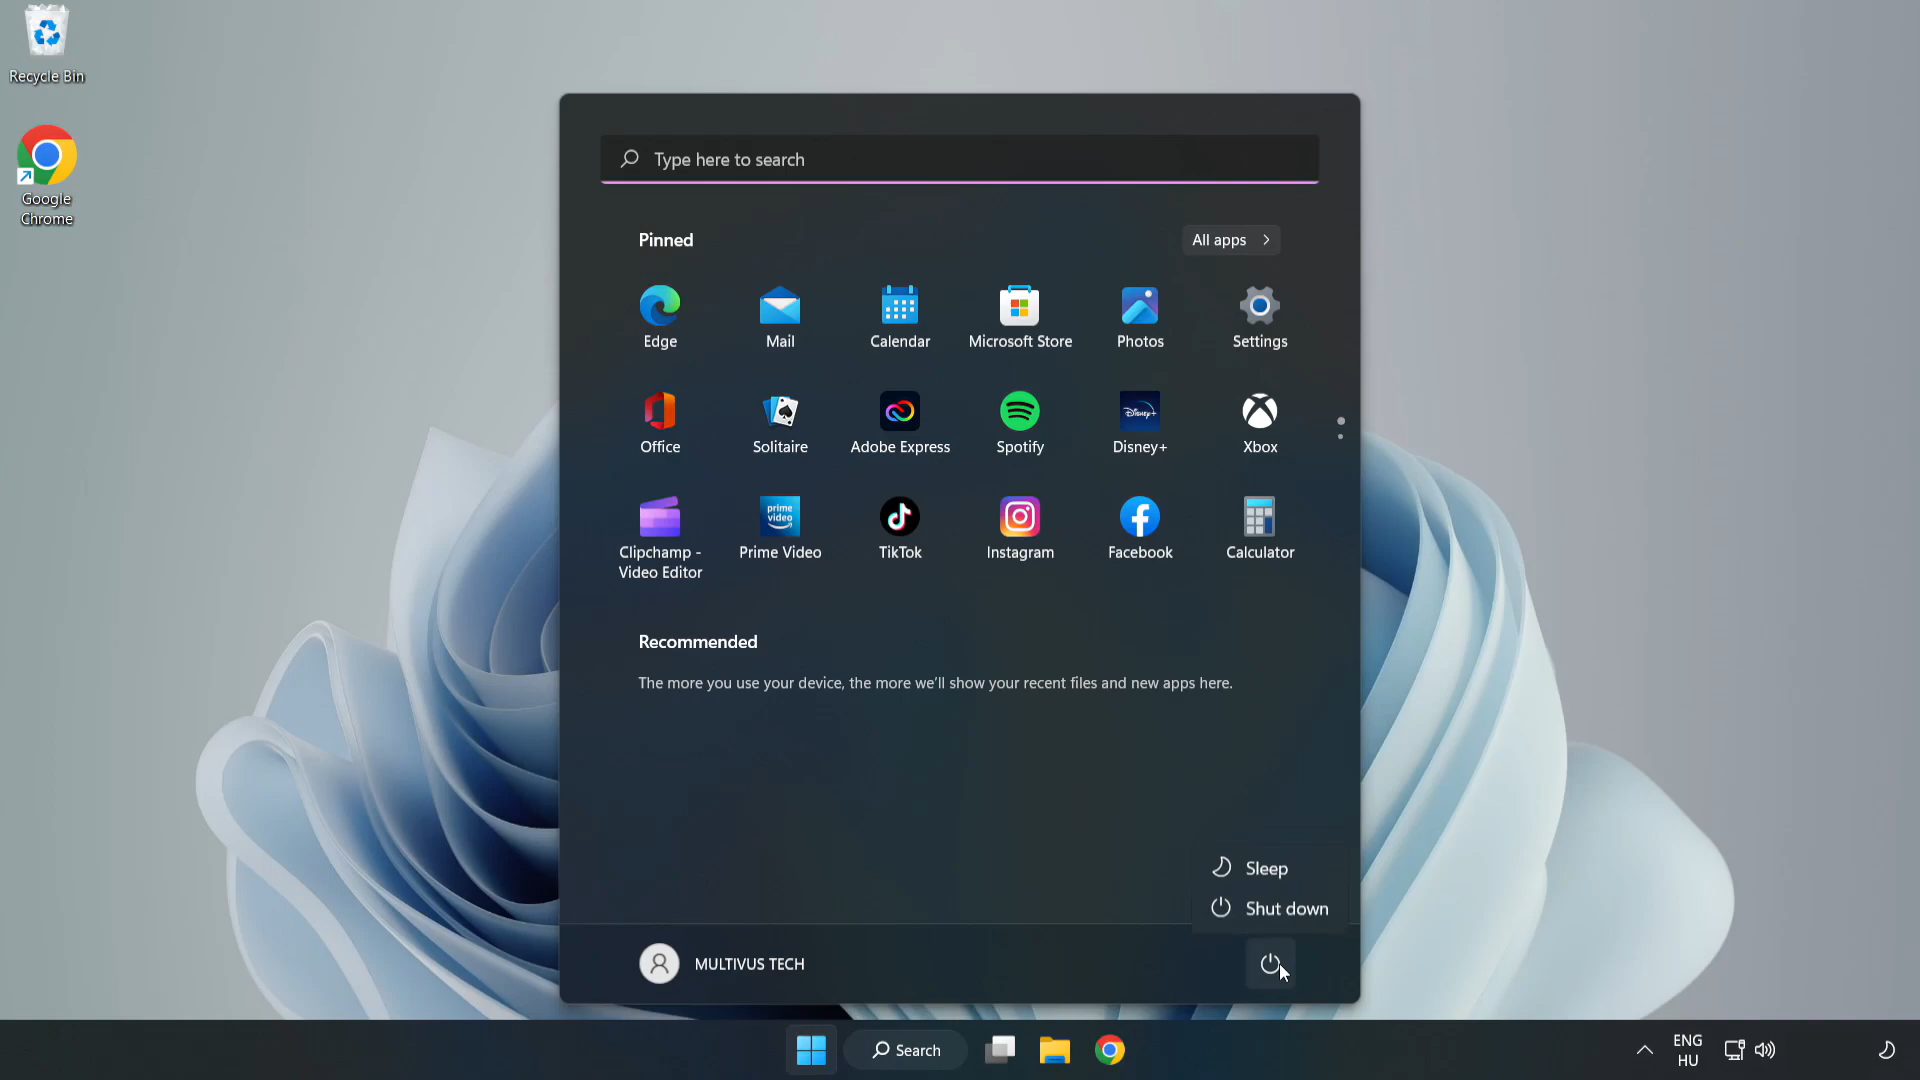 Recycle Bin
Google
Chrome
Type here to search
Pinned
All apps
Edge
Mail
Calendar
Microsoft Store
Photos
Settings
Office
Solitaire
Adobe Express
Spotify
Disney+
Disney+
Xbox
prime
video
Clipchamp -
Video Editor
Prime Video
TikTok
Instagram
Facebook
Calculator
Recommended
The more you use your device, the more we’ll show your recent files and new apps here.
Sleep
Shut down
MULTIVUS TECH
Search
ENG
HU